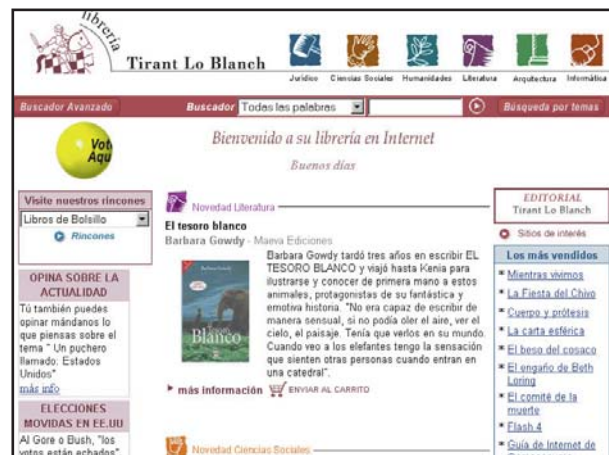 librería
Tirant Lo Blanch
Jurídico Ciencias Sociales Humanidades Literatura Arquitectura Informática
Buscador Avanzado Buscador Todas las palabras Búsqueda por temas
Vote
Aquí
Bienvenido a su librería en Internet
Buenos días
Visite nuestros rincones
Libros de Bolsillo
Rincones
OPINA SOBRE LA
ACTUALIDAD
Tú también puedes
opinar mándanos lo
que piensas sobre el
tema " Un puchero
llamado: Estados
Unidos"
más info
ELECCIONES
MOVIDAS EN EE.UU
Al Gore o Bush, "los
votos están echados"
Novedad Literatura
El tesoro blanco
Barbara Gowdy - Maeva Ediciones
Barbara Gowdy
Blanco
Barbara Gowdy tardó tres años en escribir EL
TESORO BLANCO y viajó hasta Kenia para
ilustrarse y conocer de primera mano a estos
animales, protagonistas de su fantástica y
emotiva historia. "No era capaz de escribir de
manera sensual, si no podía oler el aire, ver el
cielo, el paisaje. Tenía que verlos en su mundo.
Cuando veo a los elefantes tengo la sensación
que sienten otras personas cuando entran en
una catedral".
más información ENVIAR AL CARRITO
Novedad Ciencias Sociales
EDITORIAL
Tirant Lo Blanch
Sitios de interés
Los más vendidos
Mientras vivimos
La Fiesta del Chivo
Cuerpo y prótesis
La carta esférica
El beso del cosaco
El engaño de Beth
Loring
El comité de la
muerte
Flash 4
Guía de Internet de